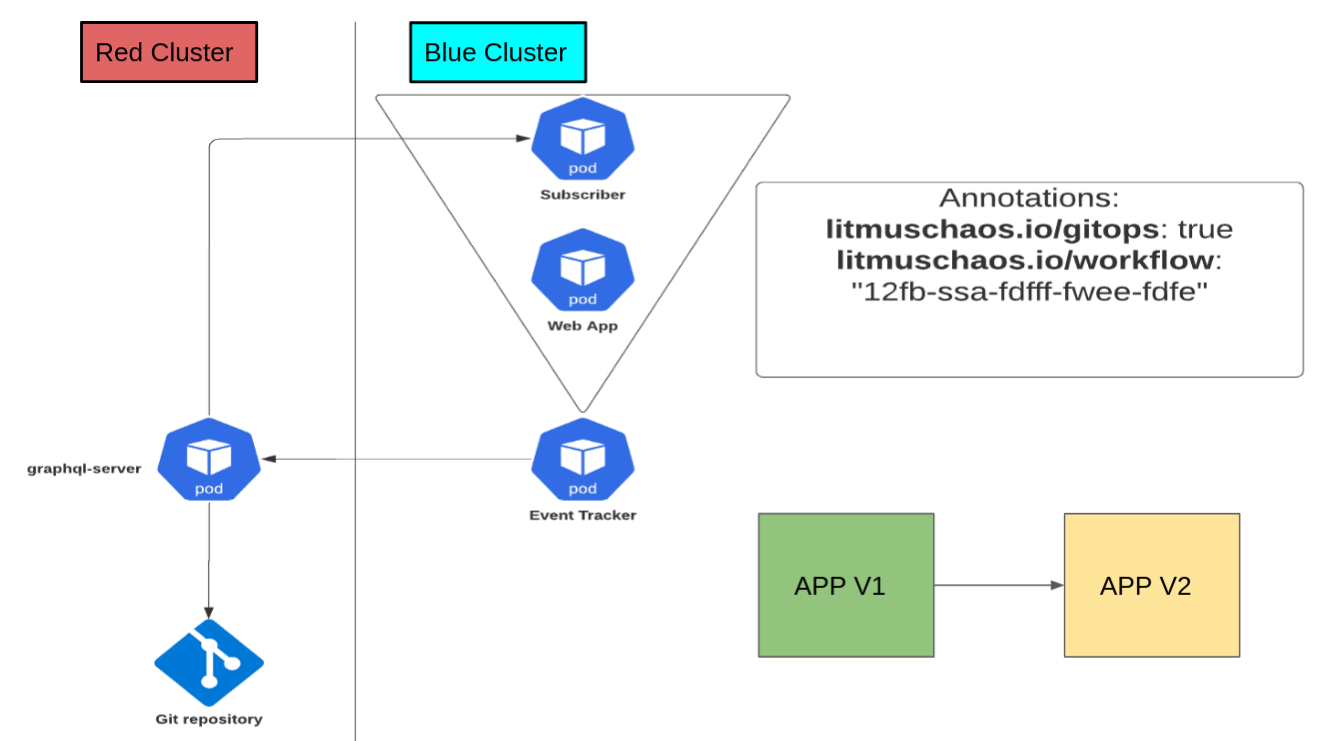 Red Cluster
Blue Cluster
pod
Subscriber
pod
Web App
Annotations:
litmuschaos.io/gitops: true
litmuschaos.io/workflow:
"12fb-ssa-fdfff-fwee-fdfe"
graphql-server
pod
pod
Event Tracker
APP V1
APP V2
Git repository